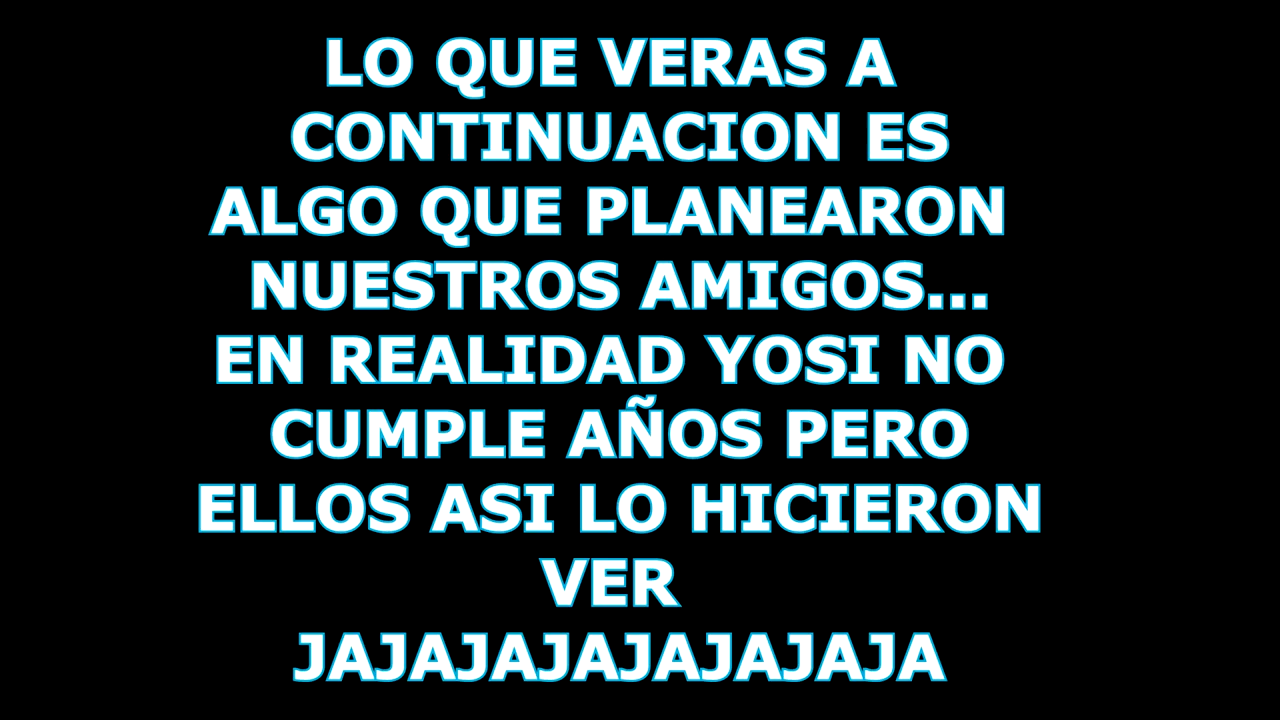 LO QUE VERAS A
CONTINUACION ES
ALGO QUE PLANEARON
NUESTROS AMIGOS...
EN REALIDAD YOSI NO
CUMPLE AÑOS PERO
ELLOS ASI LO HICIERON
VER
JAJAJAJAJAJAJAJA